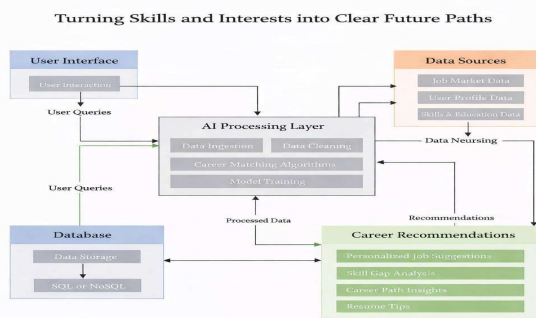 Turning Skills and Interests into Clear Future Paths
User Interface
User Interaction
User Queries
Data Sources
Job Market Data
User Profile Data
Skills & Education Data
Data Neursing
AI Processing Layer
Data Ingestion
Data Cleaning
Career Matching Algorithms
Model Training
User Queries
Processed Data
Recommendations
Database
Data Storage
SQL or NoSQL
Career Recommendations
Personalized Job Suggestions
Skill Gap Analysis
Career Path Insights
Resume Tips